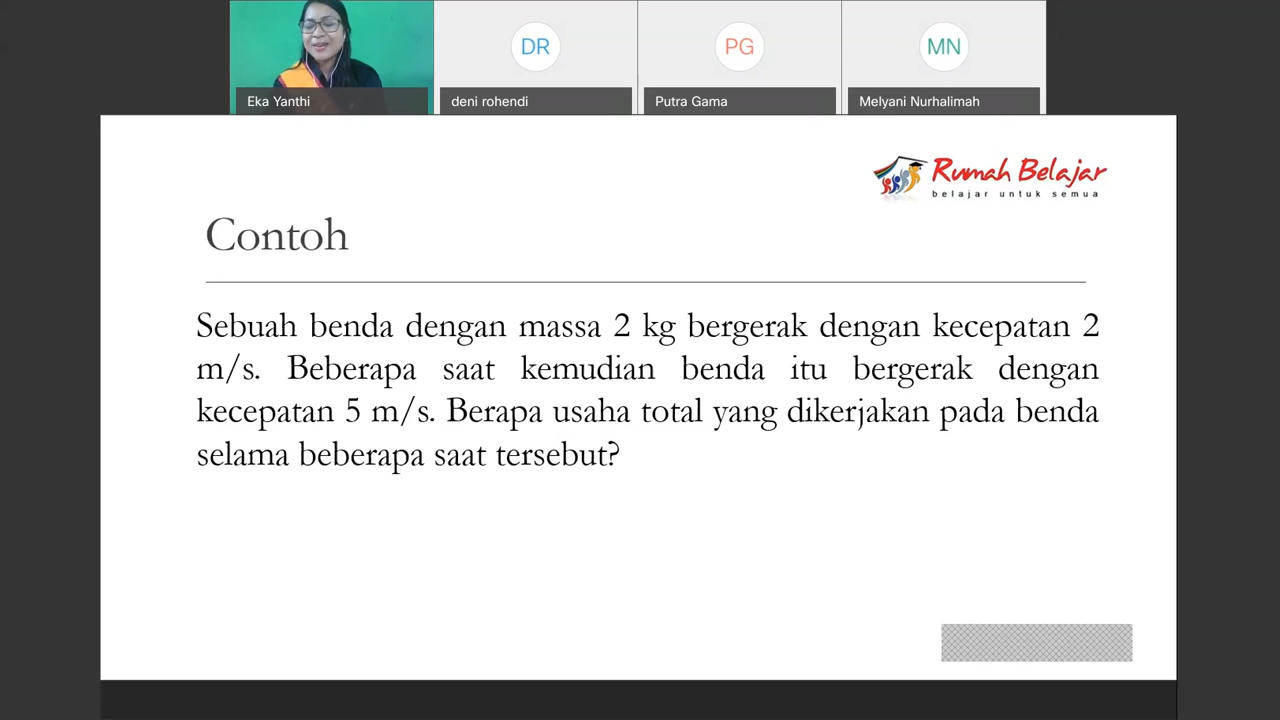 DR
PG
MN
Eka Yanthi
deni rohendi
Putra Gama
Melyani Nurhalimah
Rumah Belajar
belajar untuk semua
Contoh
Sebuah benda dengan massa 2 kg bergerak dengan kecepatan 2
m/s. Beberapa saat kemudian benda itu bergerak dengan
kecepatan 5 m/s. Berapa usaha total yang dikerjakan pada benda
selama beberapa saat tersebut?